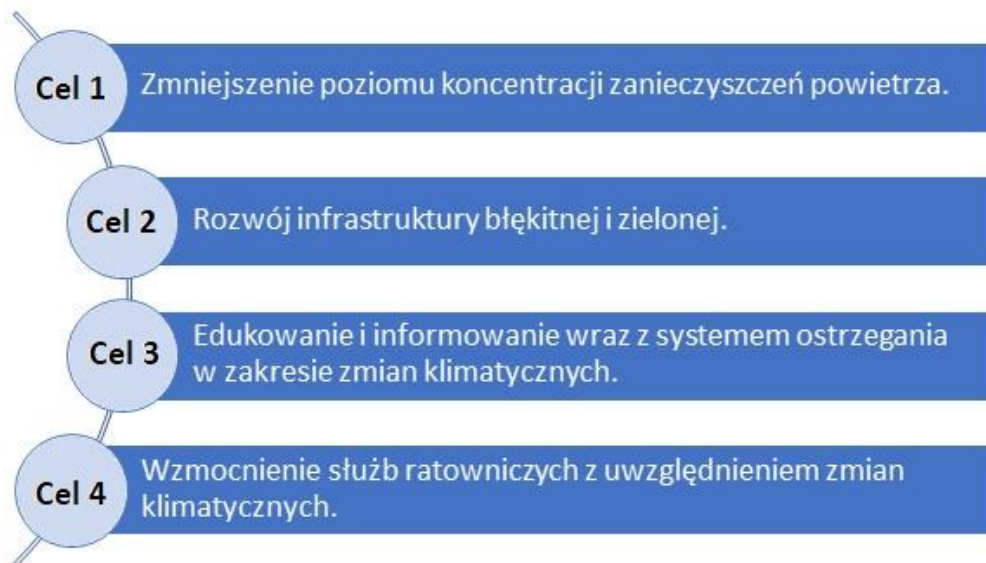 Cel 1
Zmniejszenie poziomu koncentracji zanieczyszczeń powietrza.
Cel 2
Rozwój infrastruktury błękitnej i zielonej.
Cel 3
Edukowanie i informowanie wraz z systemem ostrzegania
w zakresie zmian klimatycznych.
Cel 4
Wzmocnienie służb ratowniczych z uwzględnieniem zmian
klimatycznych.